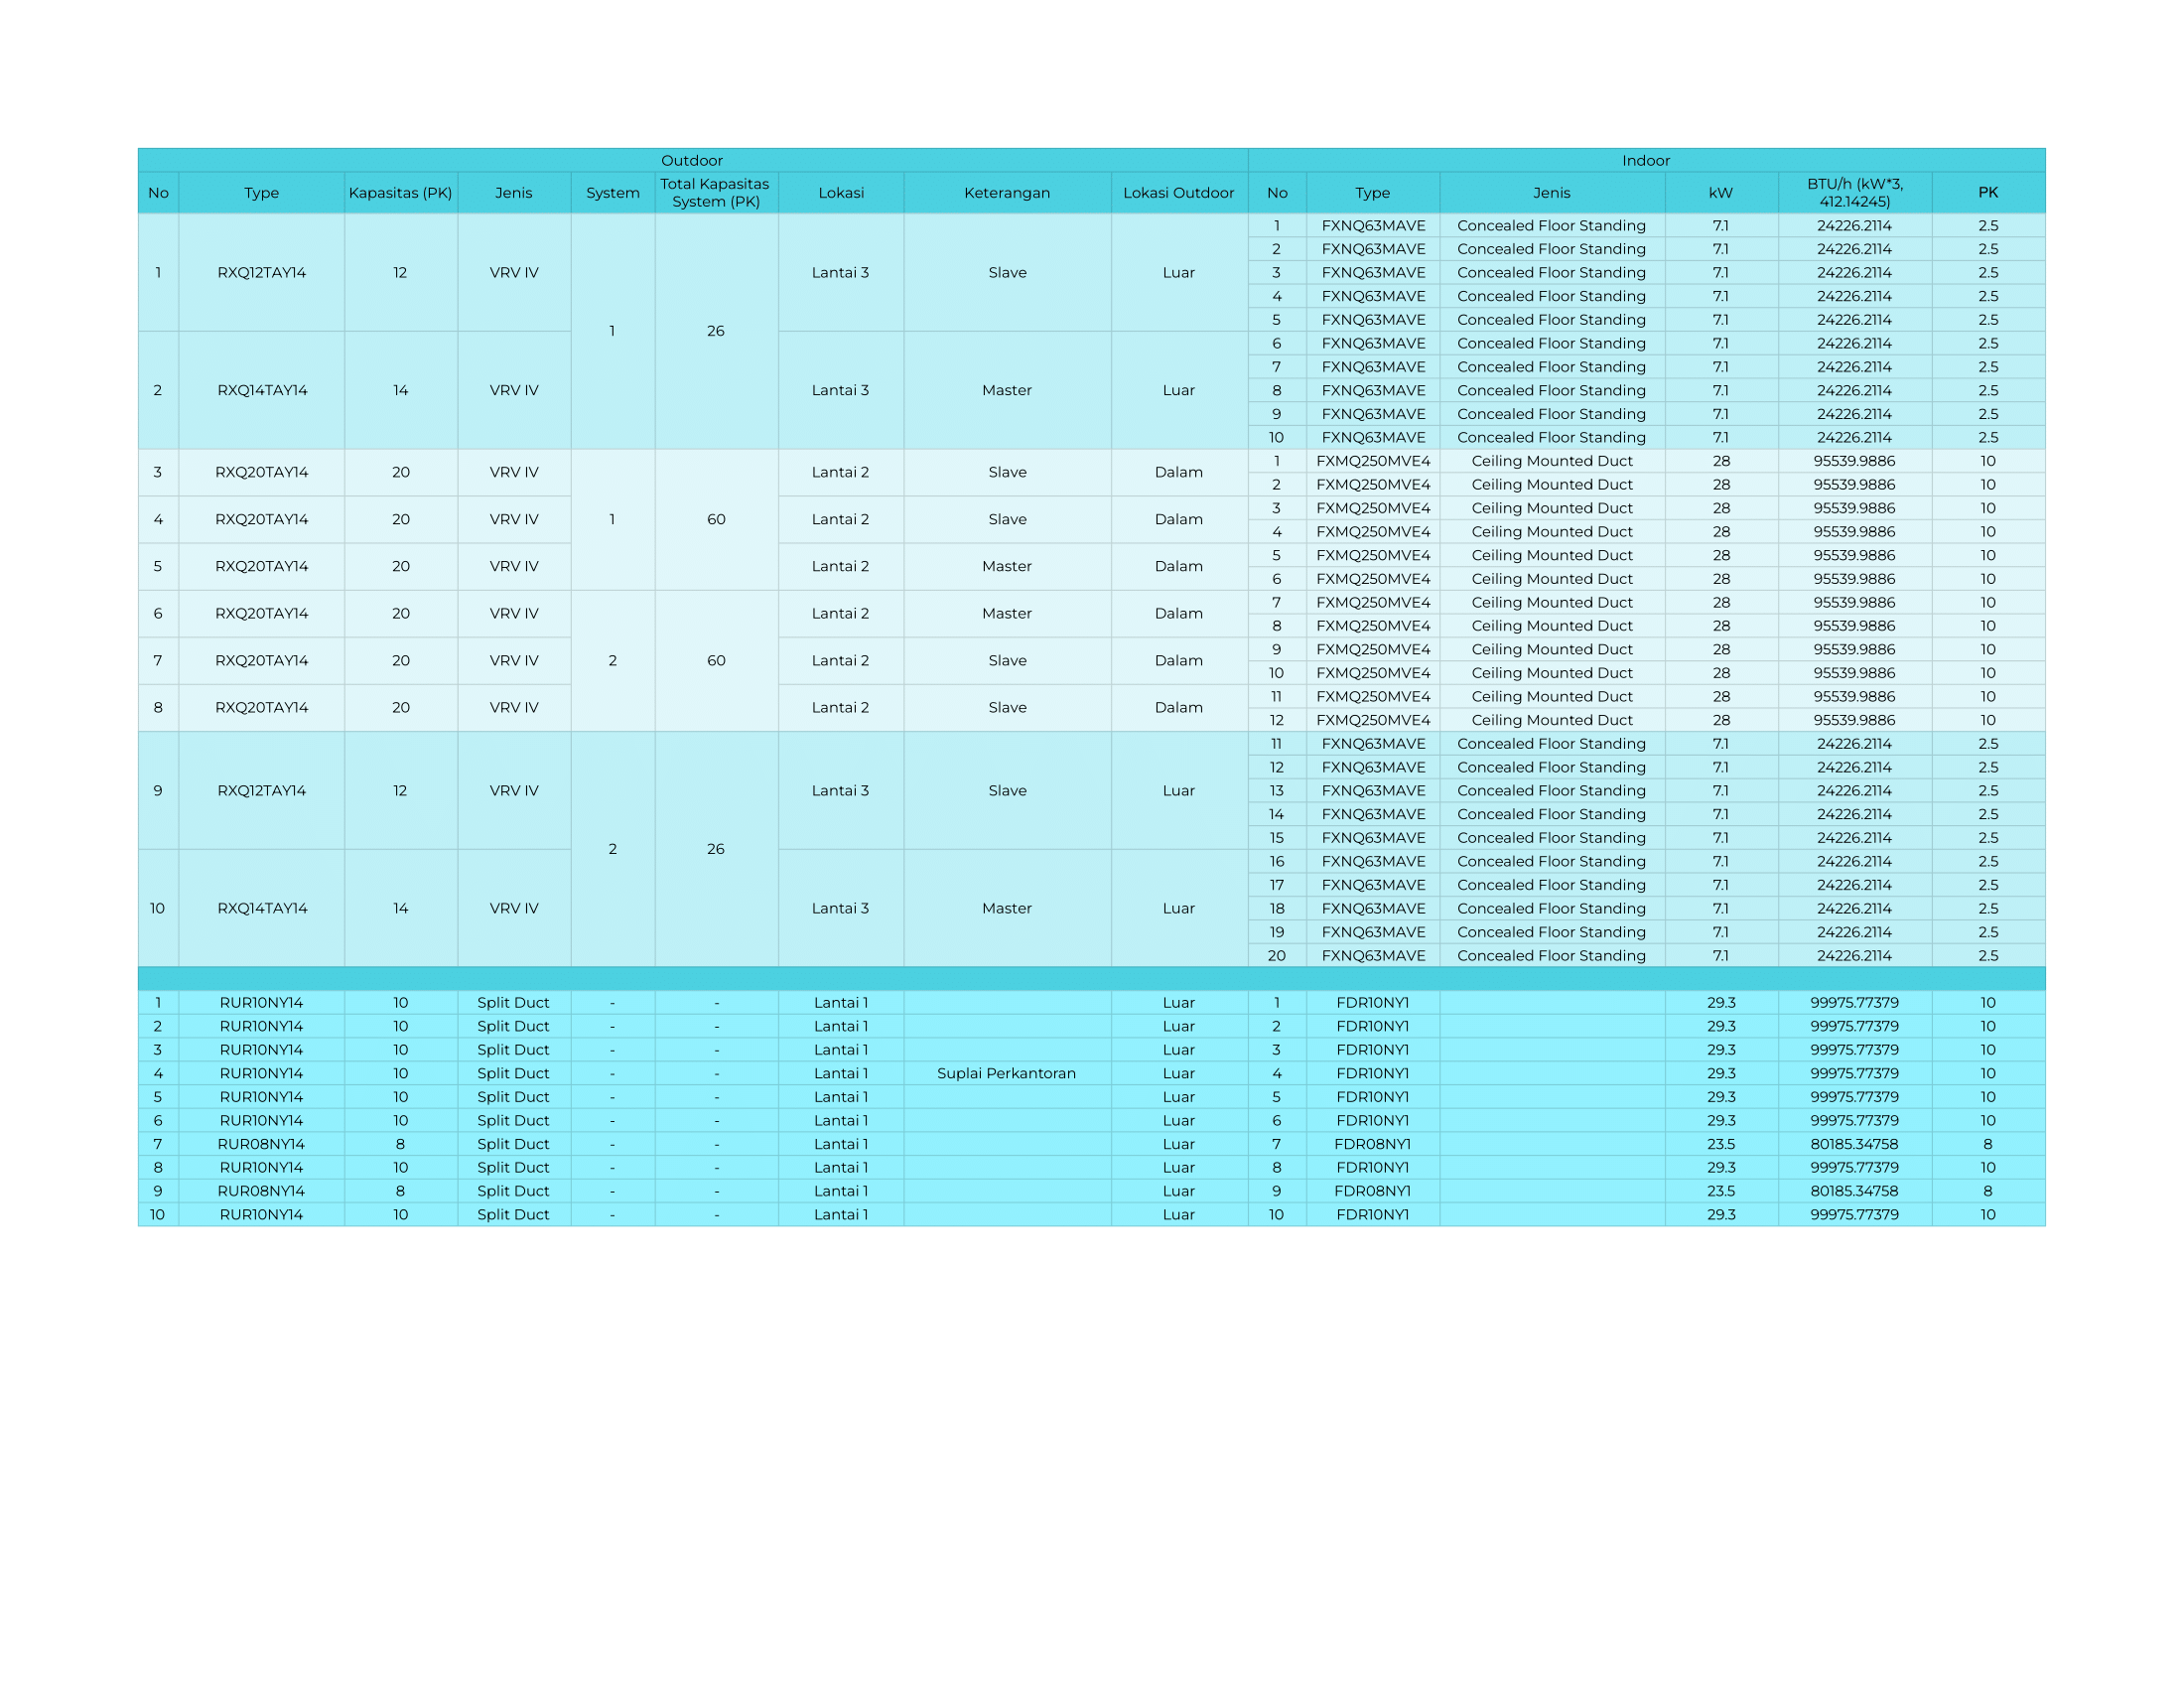 Outdoor Indoor
No Type Kapasitas (PK) Jenis System Total Kapasitas System (PK) Lokasi Keterangan Lokasi Outdoor No Type Jenis kW BTU/h (kW*3, 412.14245) PK
1 RXQ12TAY14 12 VRV IV 1 26 Lantai 3 Slave Luar 1 FXNQ63MAVE Concealed Floor Standing 7.1 24226.2114 2.5
2 FXNQ63MAVE Concealed Floor Standing 7.1 24226.2114 2.5
3 FXNQ63MAVE Concealed Floor Standing 7.1 24226.2114 2.5
4 FXNQ63MAVE Concealed Floor Standing 7.1 24226.2114 2.5
5 FXNQ63MAVE Concealed Floor Standing 7.1 24226.2114 2.5
2 RXQ14TAY14 14 VRV IV Lantai 3 Master Luar 6 FXNQ63MAVE Concealed Floor Standing 7.1 24226.2114 2.5
7 FXNQ63MAVE Concealed Floor Standing 7.1 24226.2114 2.5
8 FXNQ63MAVE Concealed Floor Standing 7.1 24226.2114 2.5
9 FXNQ63MAVE Concealed Floor Standing 7.1 24226.2114 2.5
10 FXNQ63MAVE Concealed Floor Standing 7.1 24226.2114 2.5
3 RXQ20TAY14 20 VRV IV 1 60 Lantai 2 Slave Dalam 1 FXMQ250MVE4 Ceiling Mounted Duct 28 95539.9886 10
2 FXMQ250MVE4 Ceiling Mounted Duct 28 95539.9886 10
4 RXQ20TAY14 20 VRV IV Lantai 2 Slave Dalam 3 FXMQ250MVE4 Ceiling Mounted Duct 28 95539.9886 10
4 FXMQ250MVE4 Ceiling Mounted Duct 28 95539.9886 10
5 RXQ20TAY14 20 VRV IV Lantai 2 Master Dalam 5 FXMQ250MVE4 Ceiling Mounted Duct 28 95539.9886 10
6 FXMQ250MVE4 Ceiling Mounted Duct 28 95539.9886 10
6 RXQ20TAY14 20 VRV IV 2 60 Lantai 2 Master Dalam 7 FXMQ250MVE4 Ceiling Mounted Duct 28 95539.9886 10
8 FXMQ250MVE4 Ceiling Mounted Duct 28 95539.9886 10
7 RXQ20TAY14 20 VRV IV Lantai 2 Slave Dalam 9 FXMQ250MVE4 Ceiling Mounted Duct 28 95539.9886 10
10 FXMQ250MVE4 Ceiling Mounted Duct 28 95539.9886 10
8 RXQ20TAY14 20 VRV IV Lantai 2 Slave Dalam 11 FXMQ250MVE4 Ceiling Mounted Duct 28 95539.9886 10
12 FXMQ250MVE4 Ceiling Mounted Duct 28 95539.9886 10
9 RXQ12TAY14 12 VRV IV 2 26 Lantai 3 Slave Luar 11 FXNQ63MAVE Concealed Floor Standing 7.1 24226.2114 2.5
12 FXNQ63MAVE Concealed Floor Standing 7.1 24226.2114 2.5
13 FXNQ63MAVE Concealed Floor Standing 7.1 24226.2114 2.5
14 FXNQ63MAVE Concealed Floor Standing 7.1 24226.2114 2.5
15 FXNQ63MAVE Concealed Floor Standing 7.1 24226.2114 2.5
10 RXQ14TAY14 14 VRV IV Lantai 3 Master Luar 16 FXNQ63MAVE Concealed Floor Standing 7.1 24226.2114 2.5
17 FXNQ63MAVE Concealed Floor Standing 7.1 24226.2114 2.5
18 FXNQ63MAVE Concealed Floor Standing 7.1 24226.2114 2.5
19 FXNQ63MAVE Concealed Floor Standing 7.1 24226.2114 2.5
20 FXNQ63MAVE Concealed Floor Standing 7.1 24226.2114 2.5
1 RUR10NY14 10 Split Duct - - Lantai 1 Luar 1 FDR10NY1 29.3 99975.77379 10
2 RUR10NY14 10 Split Duct - - Lantai 1 Luar 2 FDR10NY1 29.3 99975.77379 10
3 RUR10NY14 10 Split Duct - - Lantai 1 Luar 3 FDR10NY1 29.3 99975.77379 10
4 RUR10NY14 10 Split Duct - - Lantai 1 Suplai Perkantoran Luar 4 FDR10NY1 29.3 99975.77379 10
5 RUR10NY14 10 Split Duct - - Lantai 1 Luar 5 FDR10NY1 29.3 99975.77379 10
6 RUR10NY14 10 Split Duct - - Lantai 1 Luar 6 FDR10NY1 29.3 99975.77379 10
7 RUR08NY14 8 Split Duct - - Lantai 1 Luar 7 FDR08NY1 23.5 80185.34758 8
8 RUR10NY14 10 Split Duct - - Lantai 1 Luar 8 FDR10NY1 29.3 99975.77379 10
9 RUR08NY14 8 Split Duct - - Lantai 1 Luar 9 FDR08NY1 23.5 80185.34758 8
10 RUR10NY14 10 Split Duct - - Lantai 1 Luar 10 FDR10NY1 29.3 99975.77379 10